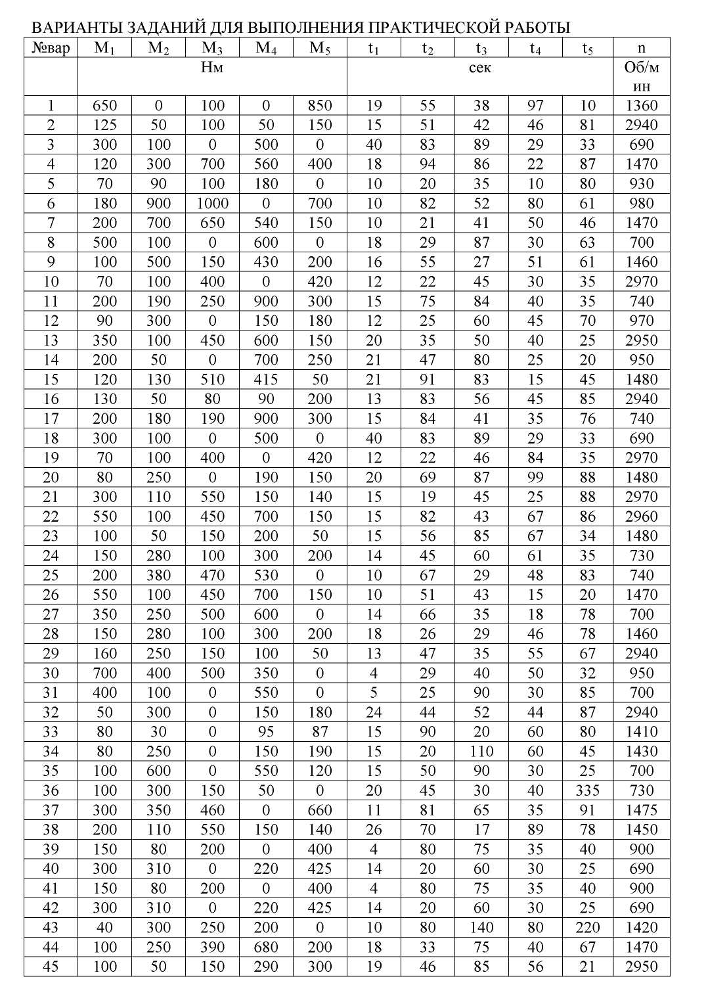 ВАРИАНТЫ ЗАДАНИЙ ДЛЯ ВЫПОЛНЕНИЯ ПРАКТИЧЕСКОЙ РАБОТЫ
№вар M1 M2 M3 M4 M5 t1 t2 t3 t4 t5 n
Нм сек Об/м
ин
1 650 0 100 0 850 19 55 38 97 10 1360
2 125 50 100 50 150 15 51 42 46 81 2940
3 300 100 0 500 0 40 83 89 29 33 690
4 120 300 700 560 400 18 94 86 22 87 1470
5 70 90 100 180 0 10 20 35 10 80 930
6 180 900 1000 0 700 10 82 52 80 61 980
7 200 700 650 540 150 10 21 41 50 46 1470
8 500 100 0 600 0 18 29 87 30 63 700
9 100 500 150 430 200 16 55 27 51 61 1460
10 70 100 400 0 420 12 22 45 30 35 2970
11 200 190 250 900 300 15 75 84 40 35 740
12 90 300 0 150 180 12 25 60 45 70 970
13 350 100 450 600 150 20 35 50 40 25 2950
14 200 50 0 700 250 21 47 80 25 20 950
15 120 130 510 415 50 21 91 83 15 45 1480
16 130 50 80 90 200 13 83 56 45 85 2940
17 200 180 190 900 300 15 84 41 35 76 740
18 300 100 0 500 0 40 83 89 29 33 690
19 70 100 400 0 420 12 22 46 84 35 2970
20 80 250 0 190 150 20 69 87 99 88 1480
21 300 110 550 150 140 15 19 45 25 88 2970
22 550 100 450 700 150 15 82 43 67 86 2960
23 100 50 150 200 50 15 56 85 67 34 1480
24 150 280 100 300 200 14 45 60 61 35 730
25 200 380 470 530 0 10 67 29 48 83 740
26 550 100 450 700 150 10 51 43 15 20 1470
27 350 250 500 600 0 14 66 35 18 78 700
28 150 280 100 300 200 18 26 29 46 78 1460
29 160 250 150 100 50 13 47 35 55 67 2940
30 700 400 500 350 0 4 29 40 50 32 950
31 400 100 0 550 0 5 25 90 30 85 700
32 50 300 0 150 180 24 44 52 44 87 2940
33 80 30 0 95 87 15 90 20 60 80 1410
34 80 250 0 150 190 15 20 110 60 45 1430
35 100 600 0 550 120 15 50 90 30 25 700
36 100 300 150 50 0 20 45 30 40 335 730
37 300 350 460 0 660 11 81 65 35 91 1475
38 200 110 550 150 140 26 70 17 89 78 1450
39 150 80 200 0 400 4 80 75 35 40 900
40 300 310 0 220 425 14 20 60 30 25 690
41 150 80 200 0 400 4 80 75 35 40 900
42 300 310 0 220 425 14 20 60 30 25 690
43 40 300 250 200 0 10 80 140 80 220 1420
44 100 250 390 680 200 18 33 75 40 67 1470
45 100 50 150 290 300 19 46 85 56 21 2950